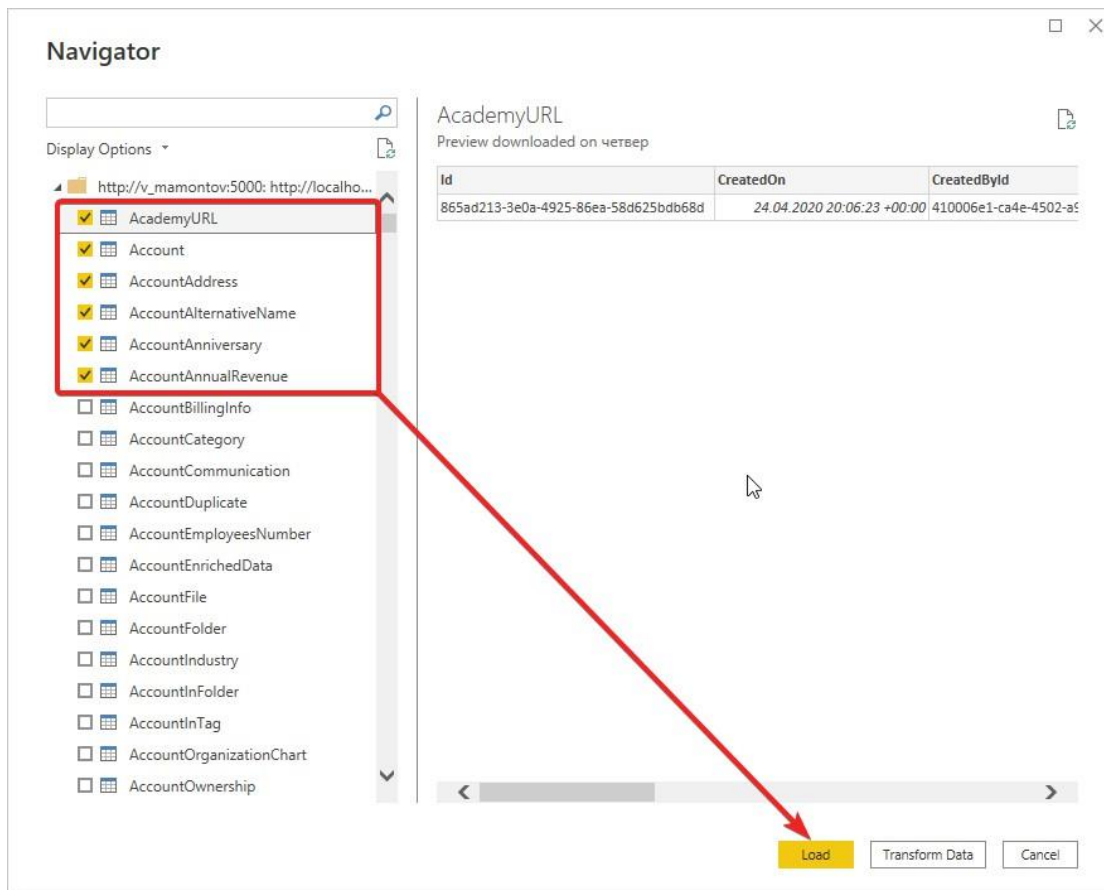 Navigator
Display Options
http://v_mamontov:5000: http://localho...
AcademyURL
Account
AccountAddress
AccountAlternativeName
AccountAnniversary
AccountAnnualRevenue
AccountBillingInfo
AccountCategory
AccountCommunication
AccountDuplicate
AccountEmployeesNumber
AccountEnrichedData
AccountFile
AccountFolder
AccountIndustry
AccountInFolder
AccountInTag
AccountOrganizationChart
AccountOwnership
AcademyURL
Preview downloaded on четверг
Id CreatedOn CreatedById
865ad213-3e0a-4925-86ea-58d625bdb68d 24.04.2020 20:06:23 +00:00 410006e1-ca4e-4502-a9
Load Transform Data Cancel